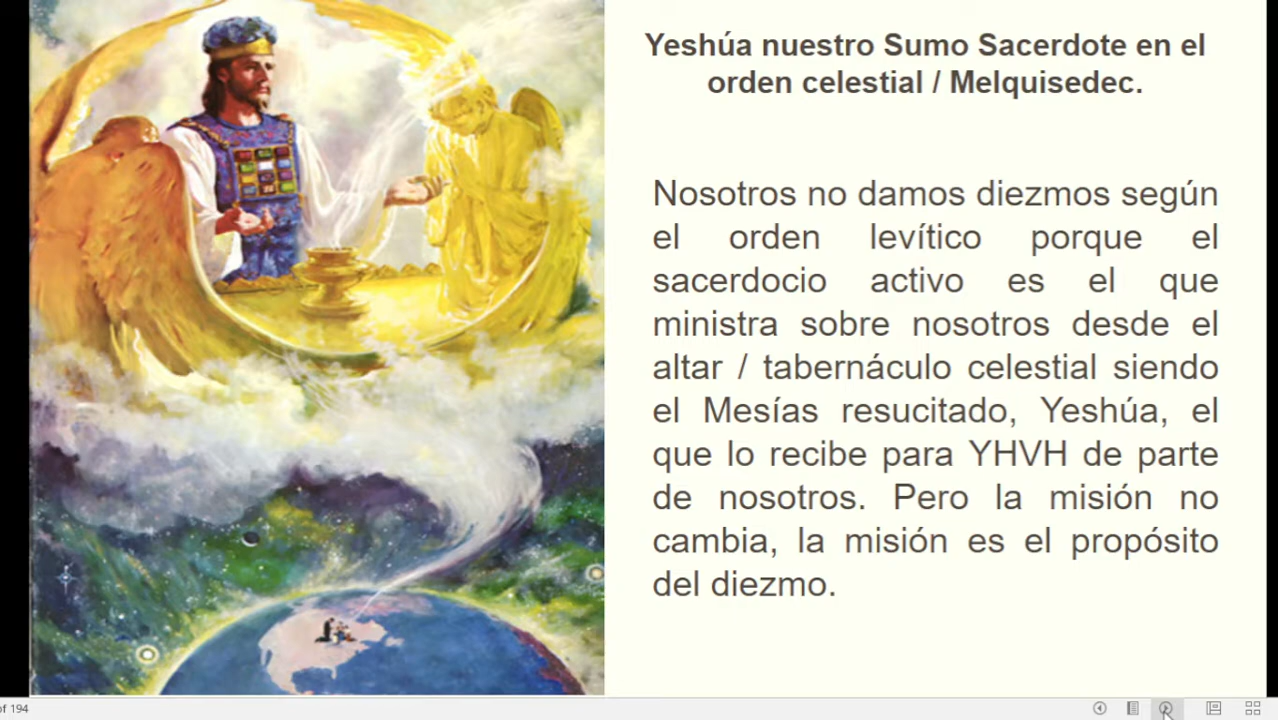 Yeshúa nuestro Sumo Sacerdote en el
orden celestial / Melquisedec.
Nosotros no damos diezmos según
el orden levítico porque el
sacerdocio activo es el que
ministra sobre nosotros desde el
altar / tabernáculo celestial siendo
el Mesías resucitado, Yeshúa, el
que lo recibe para YHVH de parte
de nosotros. Pero la misión no
cambia, la misión es el propósito
del diezmo.
of 194